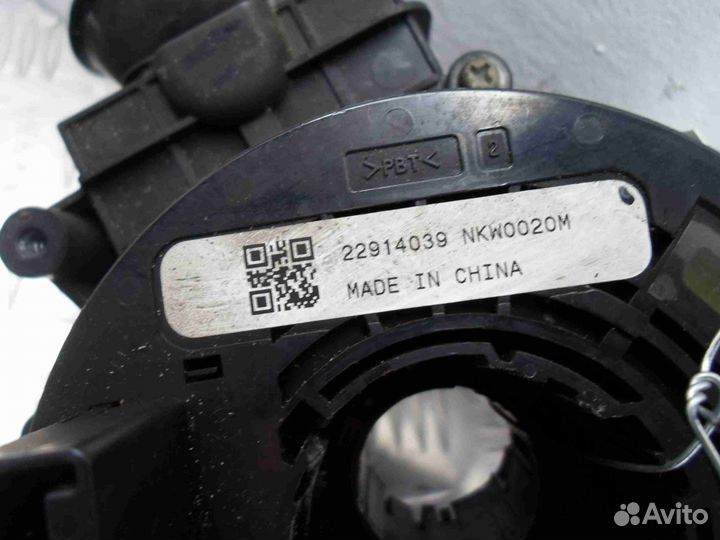 >PBT< 2
22914039 NKW0020M
MADE IN CHINA
Avito